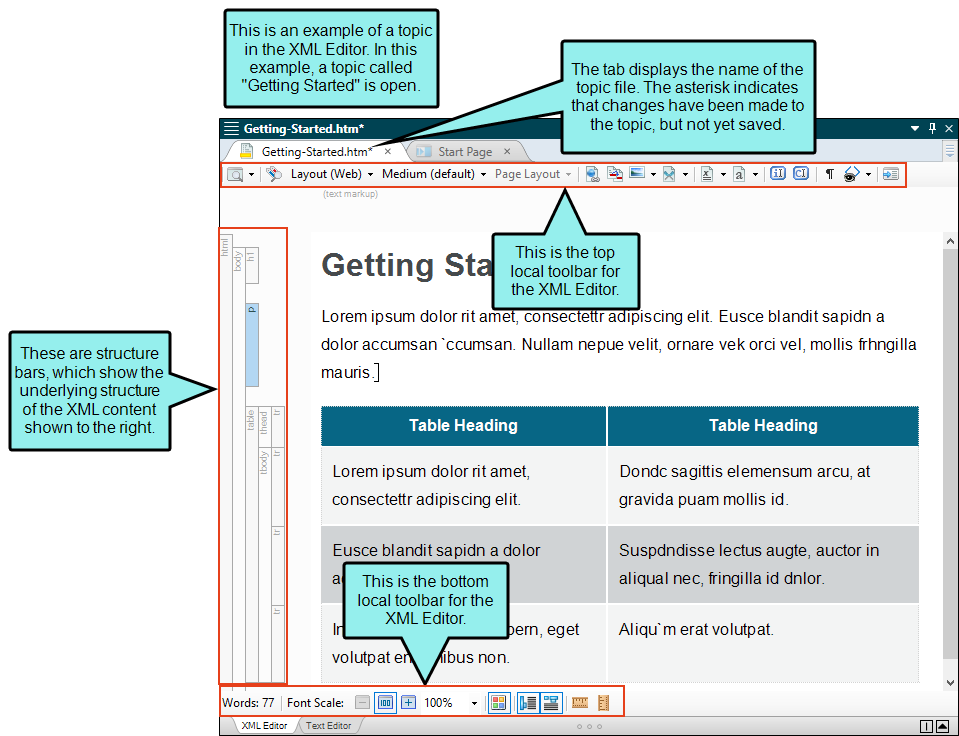 This is an example of a topic
in the XML Editor. In this
example, a topic called
"Getting Started" is open.
The tab displays the name of the
topic file. The asterisk indicates
that changes have been made to
the topic, but not yet saved.
Getting-Started.htm*
Getting-Started.htm* Start Page
Layout (Web) Medium (default) Page Layout
(text markup)
This is the top
local toolbar for
the XML Editor.
html
body
h1
Getting
p
Lorem ipsum dolor rit amet, consectettr adipiscing elit. Eusce blandit sapidn a
dolor accumsan `ccumsan. Nullam nepue velit, ornare vek orci vel, mollis frhngilla
mauris.
These are structure
bars, which show the
underlying structure
of the XML content
shown to the right.
table
thead
tr
Table Heading Table Heading
tbody
tr
Lorem ipsum dolor rit amet,
consectettr adipiscing elit.
Dondc sagittis elemensum arcu, at
gravida puam mollis id.
tr
Eusce blandit sapidn a dolor
Suspdndisse lectus augte, auctor in
aliqual nec, fringilla id dnlor.
This is the bottom
local toolbar for the
XML Editor.
tr
eget
volutpat non.
Aliqu`m erat volutpat.
Words: 77 Font Scale: 100 100%
XML Editor Text Editor